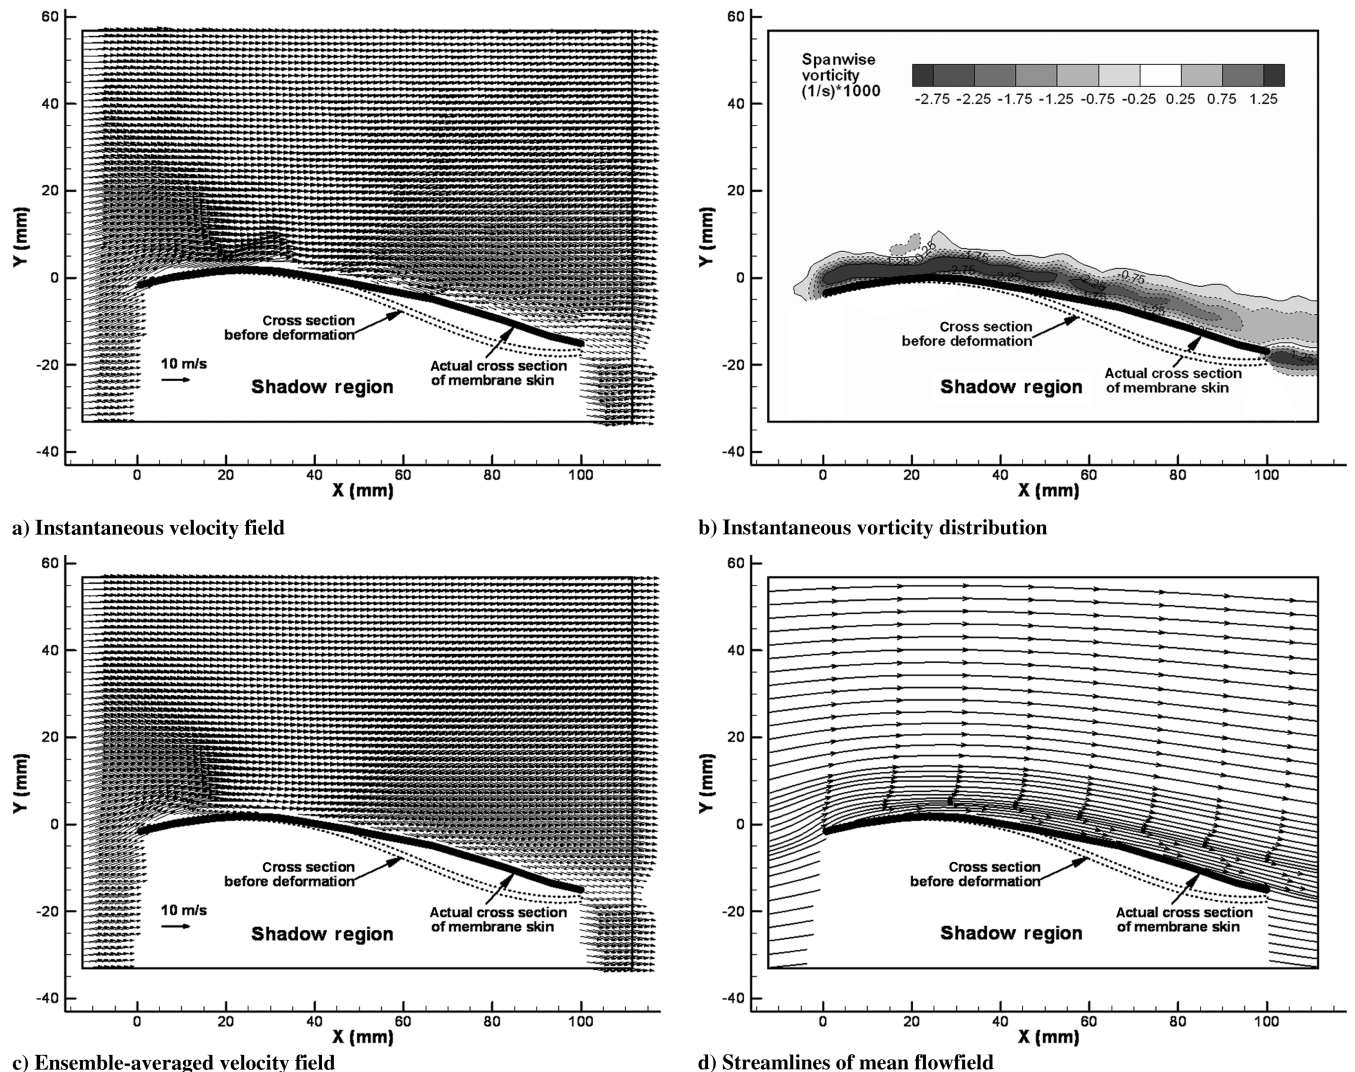 60
40
20
0
-20
-40
Y (mm)
Cross section
before deformation
10 m/s
Actual cross section
of membrane skin
Shadow region
0 20 40 60 80 100
X (mm)
a) Instantaneous velocity field
60
40
20
0
-20
-40
Y (mm)
Spanwise
vorticity
(1/s)*1000
-2.75 -2.25 -1.75 -1.25 -0.75 -0.25 0.25 0.75 1.25
-0.75
Cross section
before deformation
Actual cross section
of membrane skin
Shadow region
0 20 40 60 80 100
X (mm)
b) Instantaneous vorticity distribution
60
40
20
0
-20
-40
Y (mm)
Cross section
before deformation
10 m/s
Actual cross section
of membrane skin
Shadow region
0 20 40 60 80 100
X (mm)
c) Ensemble-averaged velocity field
60
40
20
0
-20
-40
Y (mm)
Cross section
before deformation
Actual cross section
of membrane skin
Shadow region
0 20 40 60 80 100
X (mm)
d) Streamlines of mean flowfield